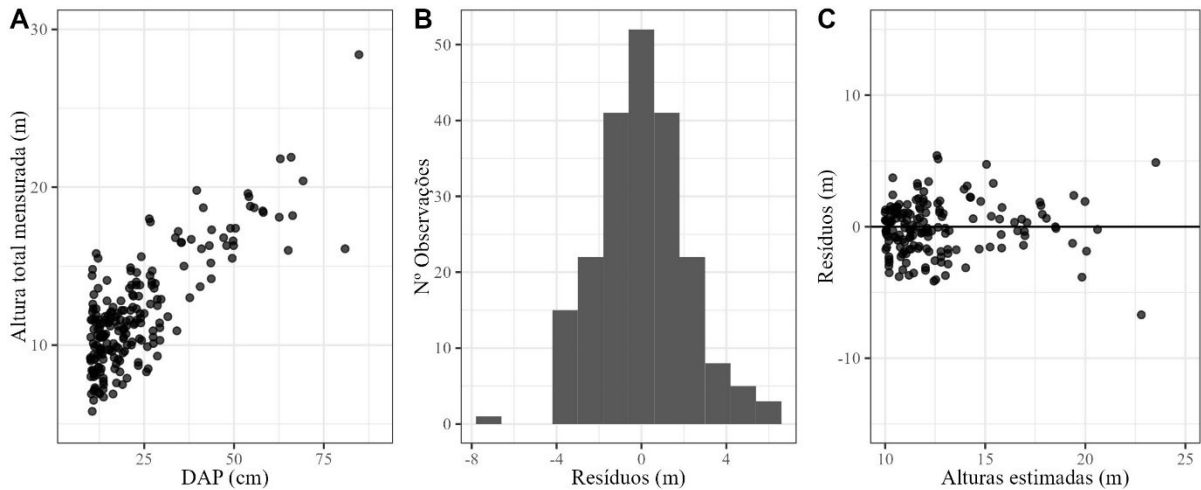 A
30
20
10
Altura total mensurada (m)
25
50
75
DAP (cm)
B
50
40
30
20
10
0
Nº Observações
-8
-4
0
4
Resíduos (m)
C
10
0
-10
Resíduos (m)
10
15
20
25
Alturas estimadas (m)